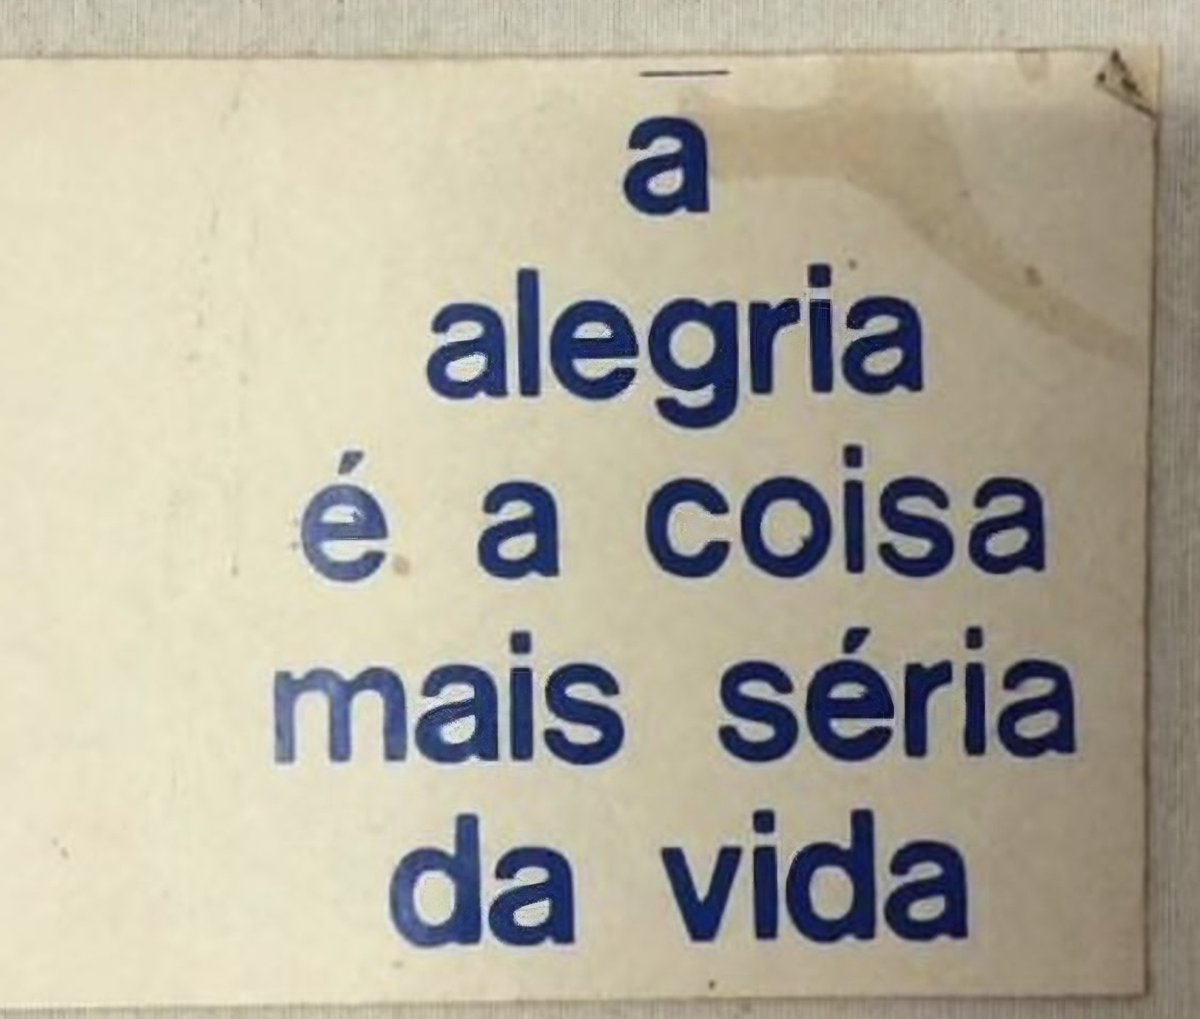 a
alegria
é a coisa
mais séria
da vida